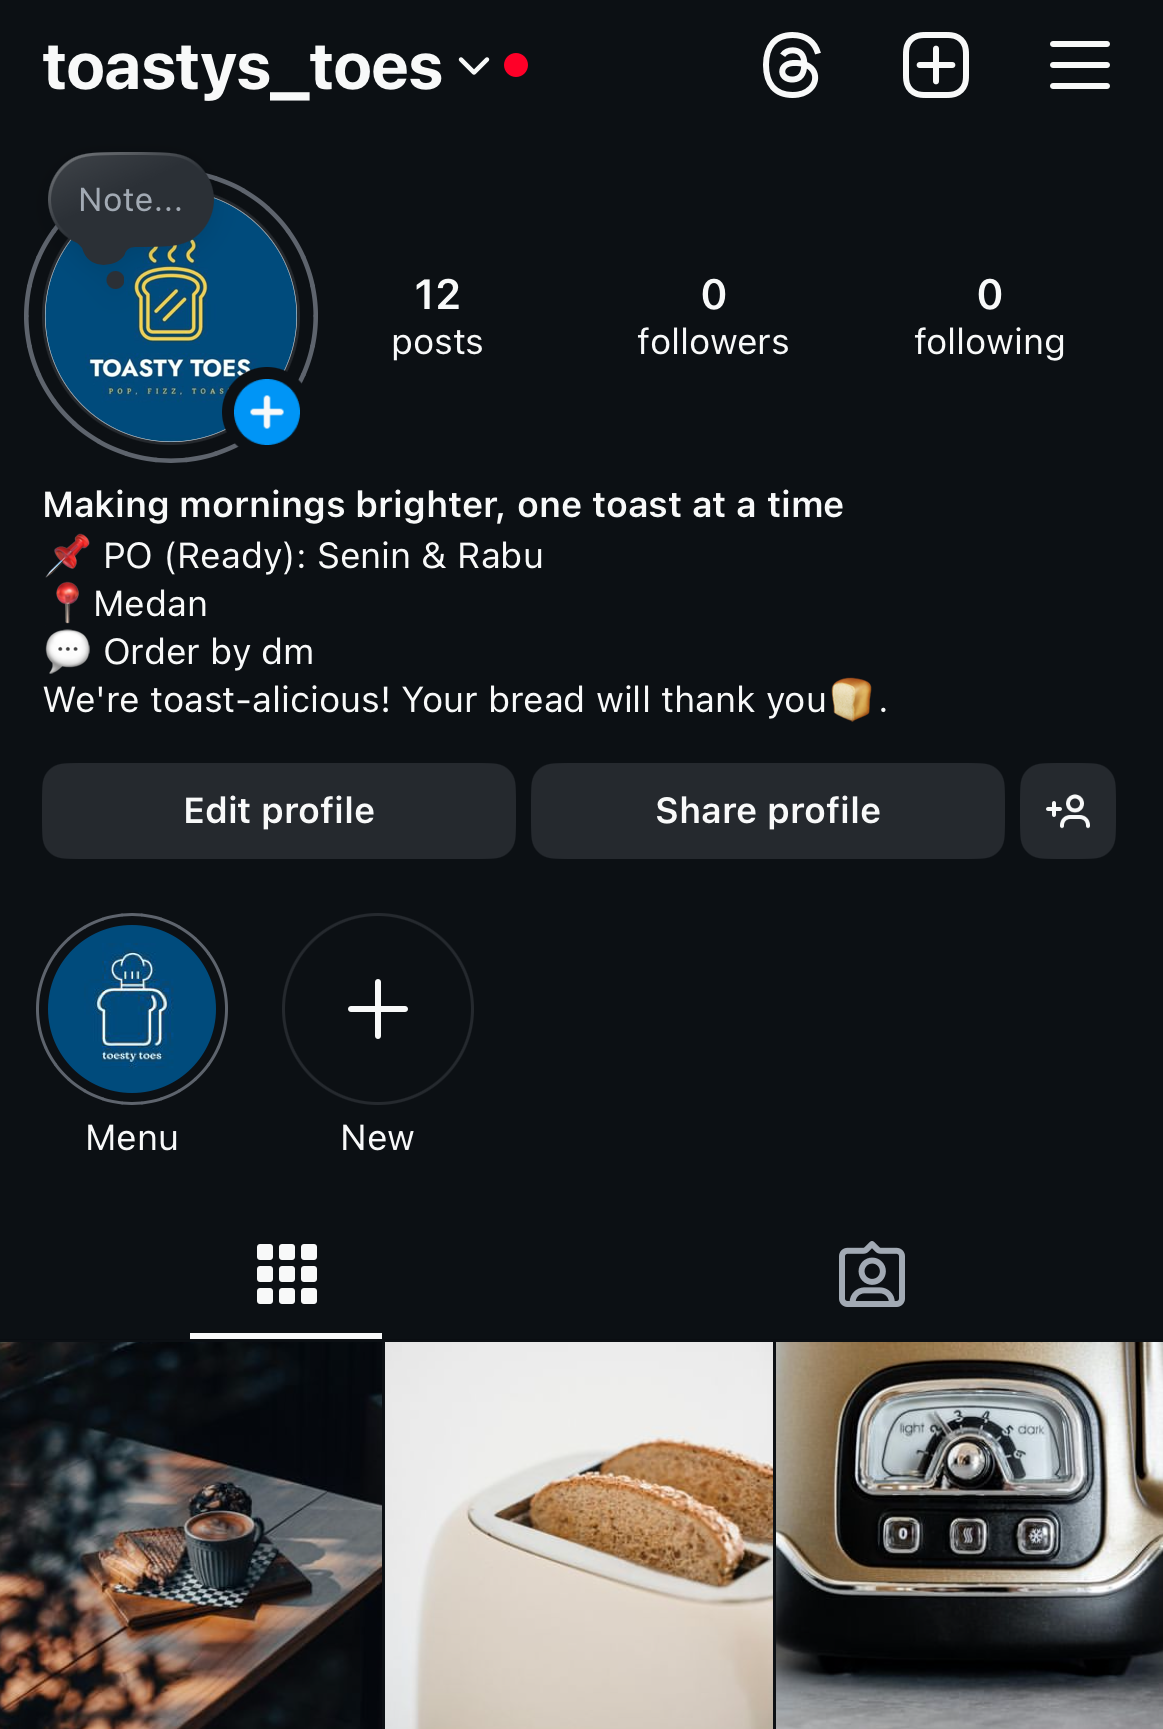 toastys_toes
Note...
TOASTY TOES
POP, FIZZ, TOAS
12
posts
0
followers
0
following
Making mornings brighter, one toast at a time
📌 PO (Ready): Senin & Rabu
📍Medan
💬 Order by dm
We're toast-alicious! Your bread will thank you🍞.
Edit profile
Share profile
toesty toes
Menu
New
light 2 3 4 5 dark
0